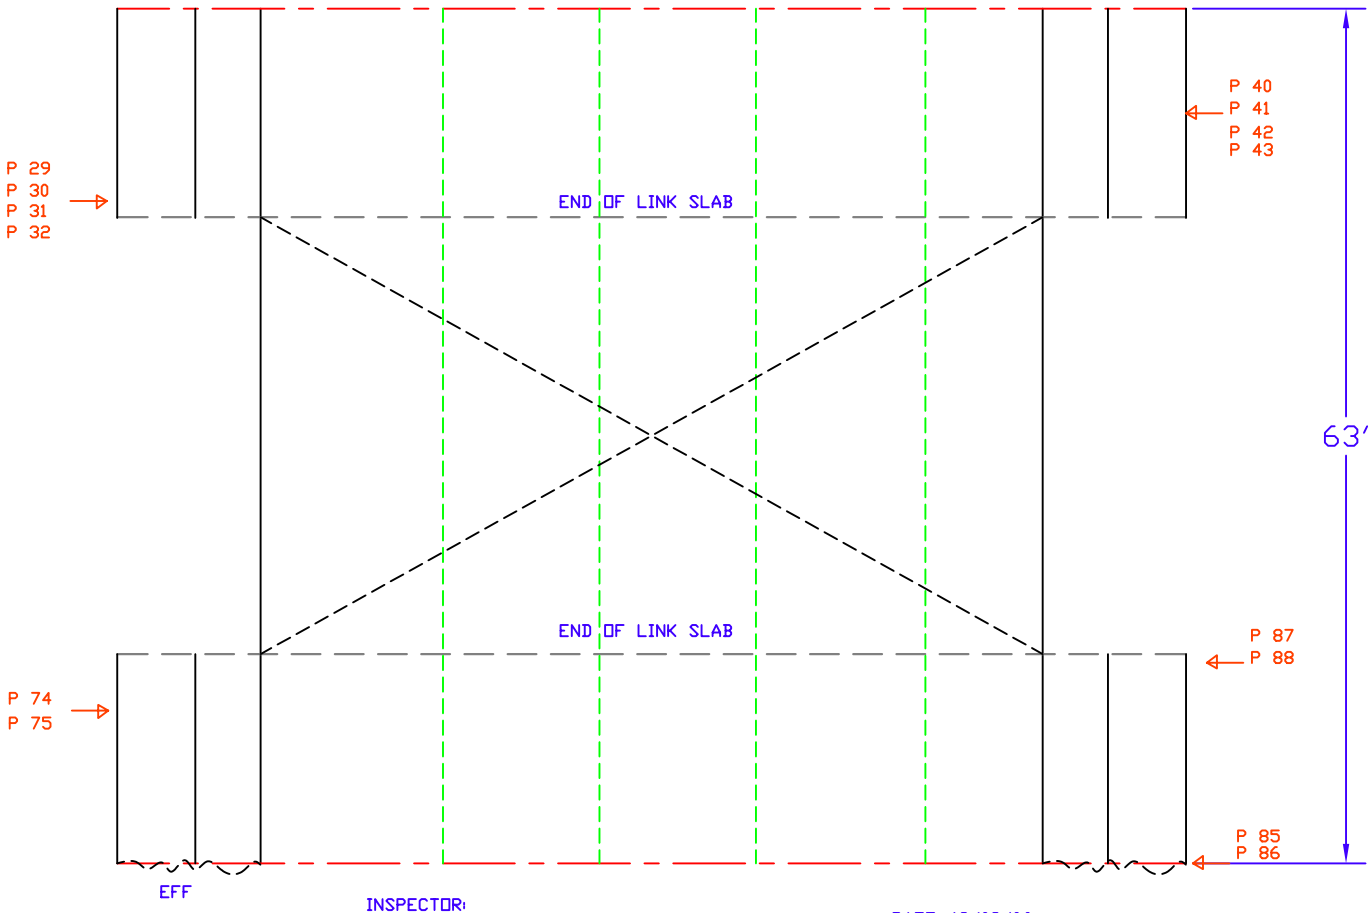 P 40
P 41
P 42
P 43
P 29
P 30
P 31
P 32
END OF LINK SLAB
63'
END OF LINK SLAB
P 87
P 88
P 74
P 75
P 85
P 86
EFF
INSPECTOR: